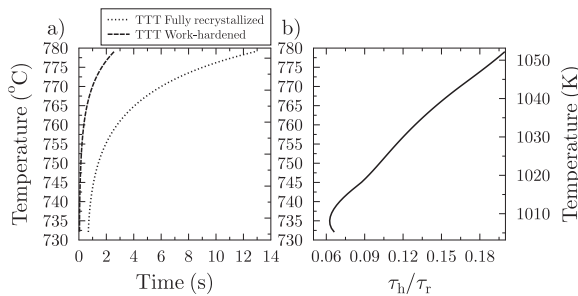 TTT Fully recrystallized
TTT Work-hardened
a)
b)
Temperature (°C)
780
775
770
765
760
755
750
745
740
735
730
0 2 4 6 8 10 12 14
Time (s)
780
775
770
765
760
755
750
745
740
735
730
0.06 0.09 0.12 0.15 0.18
τh/τr
1050
1040
1030
1020
1010
Temperature (K)